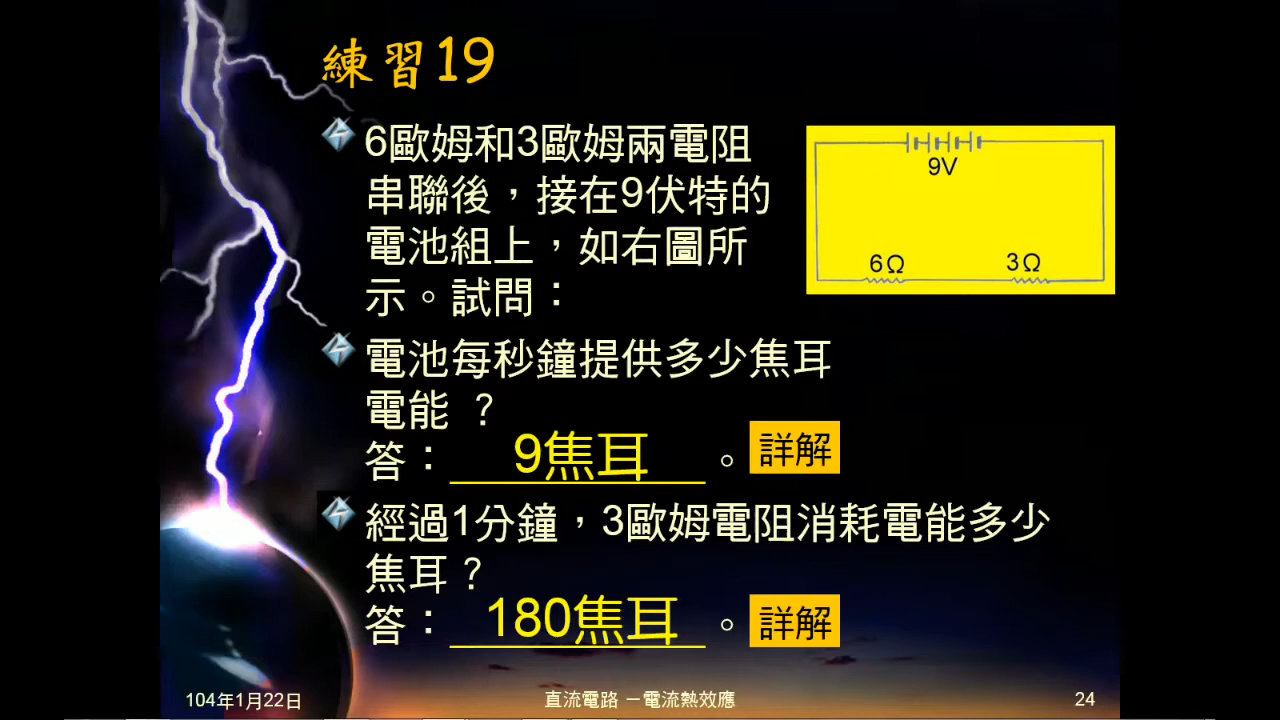 練習19
6歐姆和3歐姆兩電阻
串聯後，接在9伏特的
電池組上，如右圖所
示。試問：
9V
6Ω
3Ω
電池每秒鐘提供多少焦耳
電能 ？
答：9焦耳。
詳解
經過1分鐘，3歐姆電阻消耗電能多少
焦耳？
答：180焦耳。
詳解
104年1月22日
直流電路 －電流熱效應
24